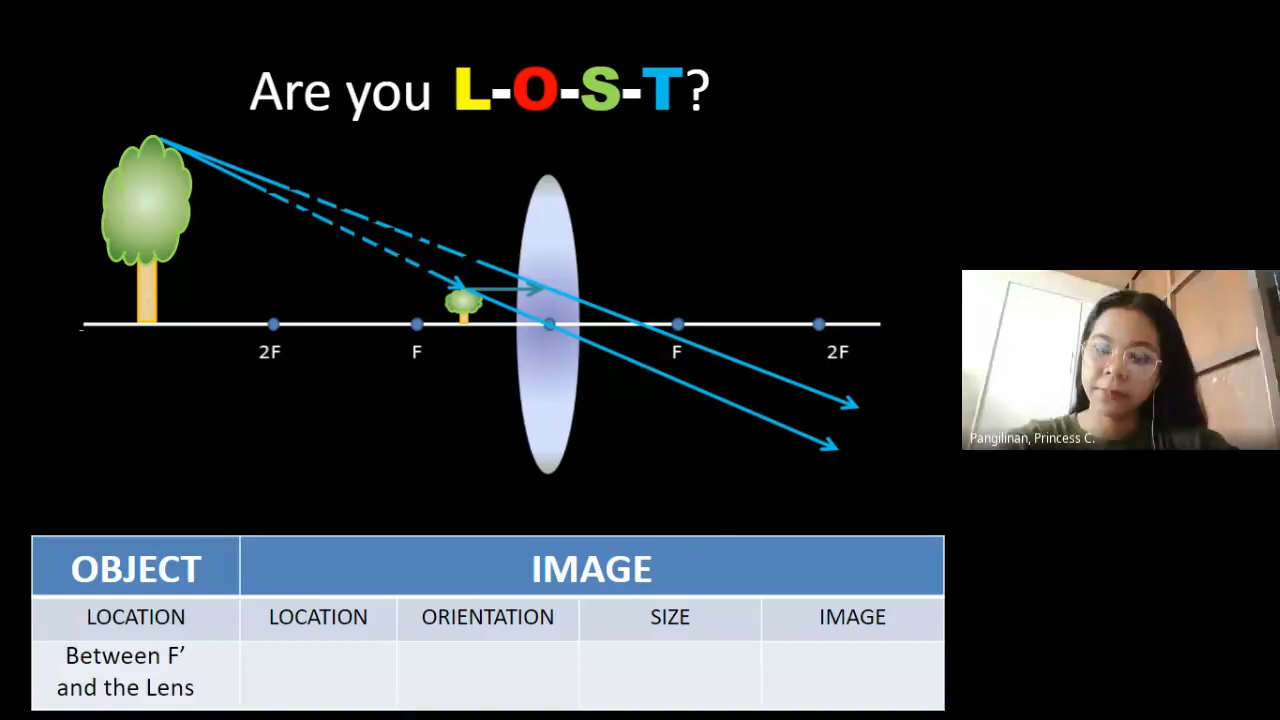 Are you L-O-S-T?
2F
F
F
2F
Pangilinan, Princess C.
OBJECT
IMAGE
LOCATION
LOCATION
ORIENTATION
SIZE
IMAGE
Between F’
and the Lens